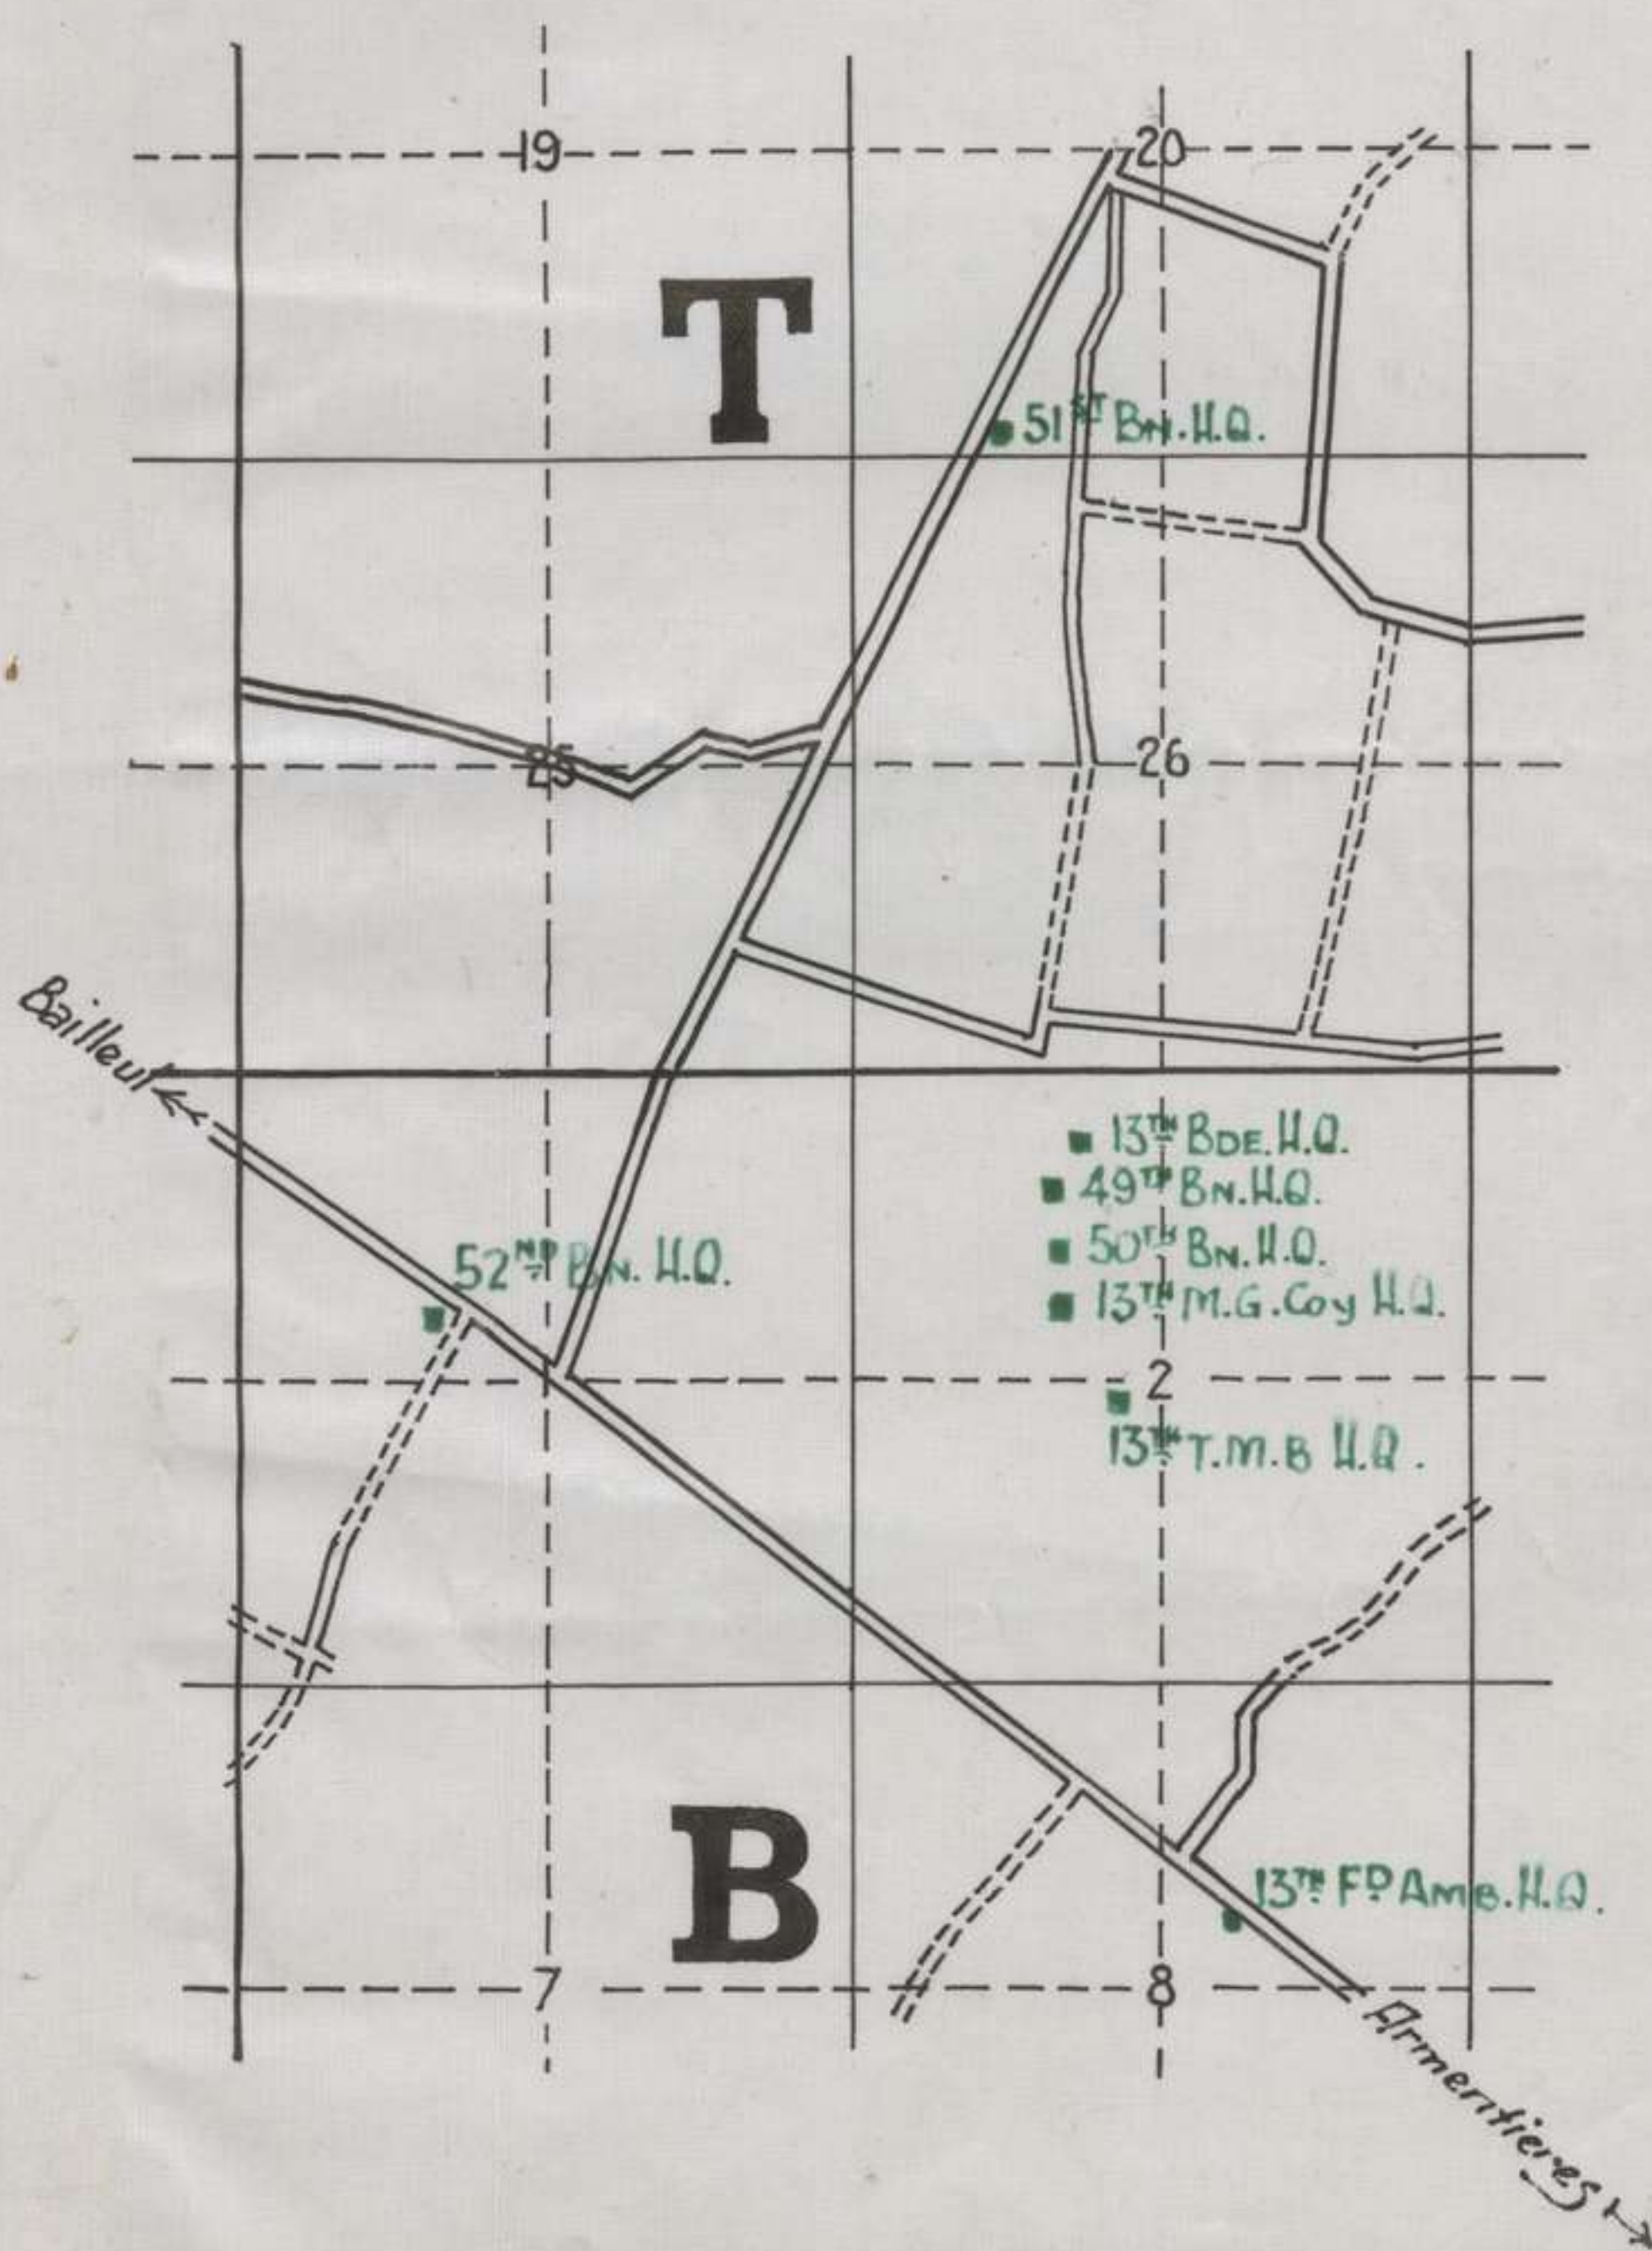 19
20
T
51ST BN. H.Q.
25
26
Bailleul
13TH BDE. H.Q.
49TH BN. H.Q.
50TH BN. H.Q.
52ND BN. H.Q.
13TH M.G. Coy H.Q.
2
13TH T.M.B H.Q.
B
13TH FD AMB. H.Q.
7
8
Armentieres